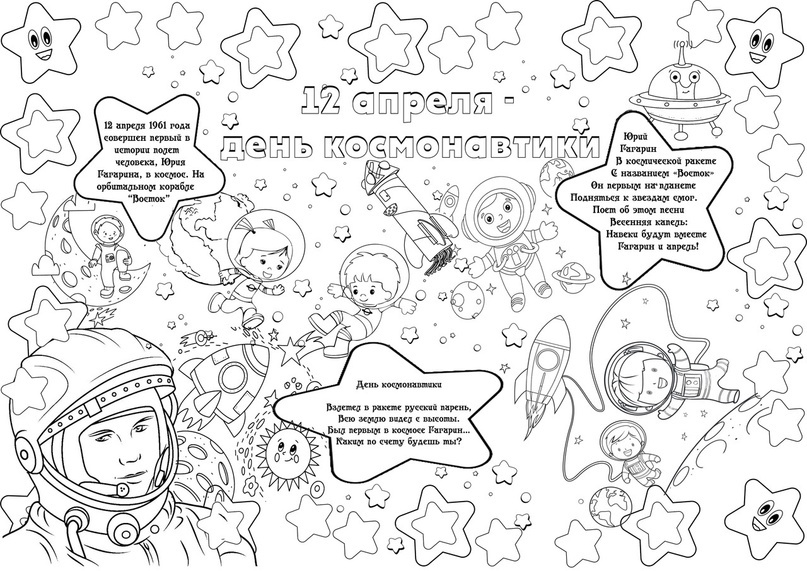 12 апреля -
день космонавтики
12 апреля 1961 года
совершен первый в
истории полет
человека, Юрия
Гагарина, в космос. На
орбитальном корабле
"Восток"
Юрий
Гагарин
В космической ракете
С названием «Восток»
Он первым на планете
Подняться к звездам смог.
Поет об этом песни
Весенняя капель:
Навеки будут вместе
Гагарин и апрель!
День космонавтики
Взлетел в ракете русский парень,
Всю землю видел с высоты.
Был первым в космосе Гагарин...
Каким по счету будешь ты?